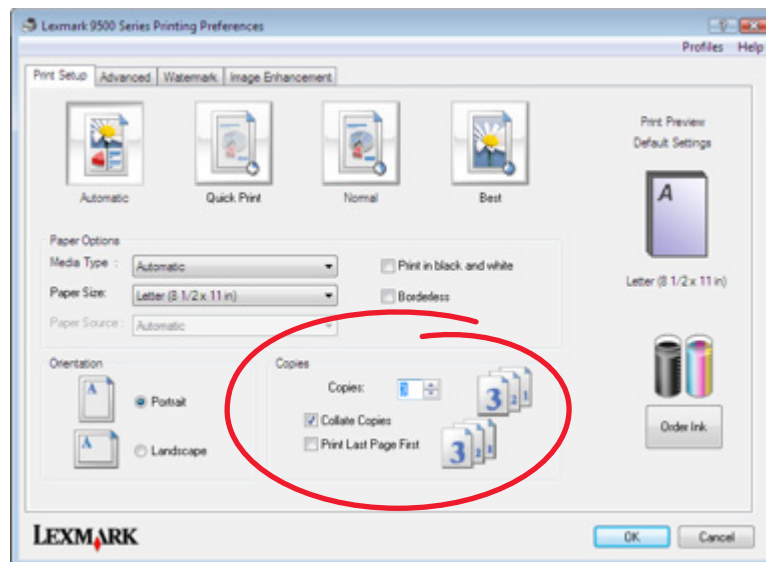 Lexmark 9500 Series Printing Preferences
Profiles Help
Print Setup Advanced Watermark Image Enhancement
Automatic Quick Print Normal Best
Print Preview
Default Settings
A
Letter (8 1/2 x 11 in)
Paper Options
Media Type : Automatic
Print in black and white
Paper Size: Letter (8 1/2 x 11 in)
Borderless
Paper Source : Automatic
Orientation
A
Portrait
A
Landscape
Copies
Copies:
3 2 1
Collate Copies
Print Last Page First
3 2 1
Order Ink
LEXMARK
OK Cancel